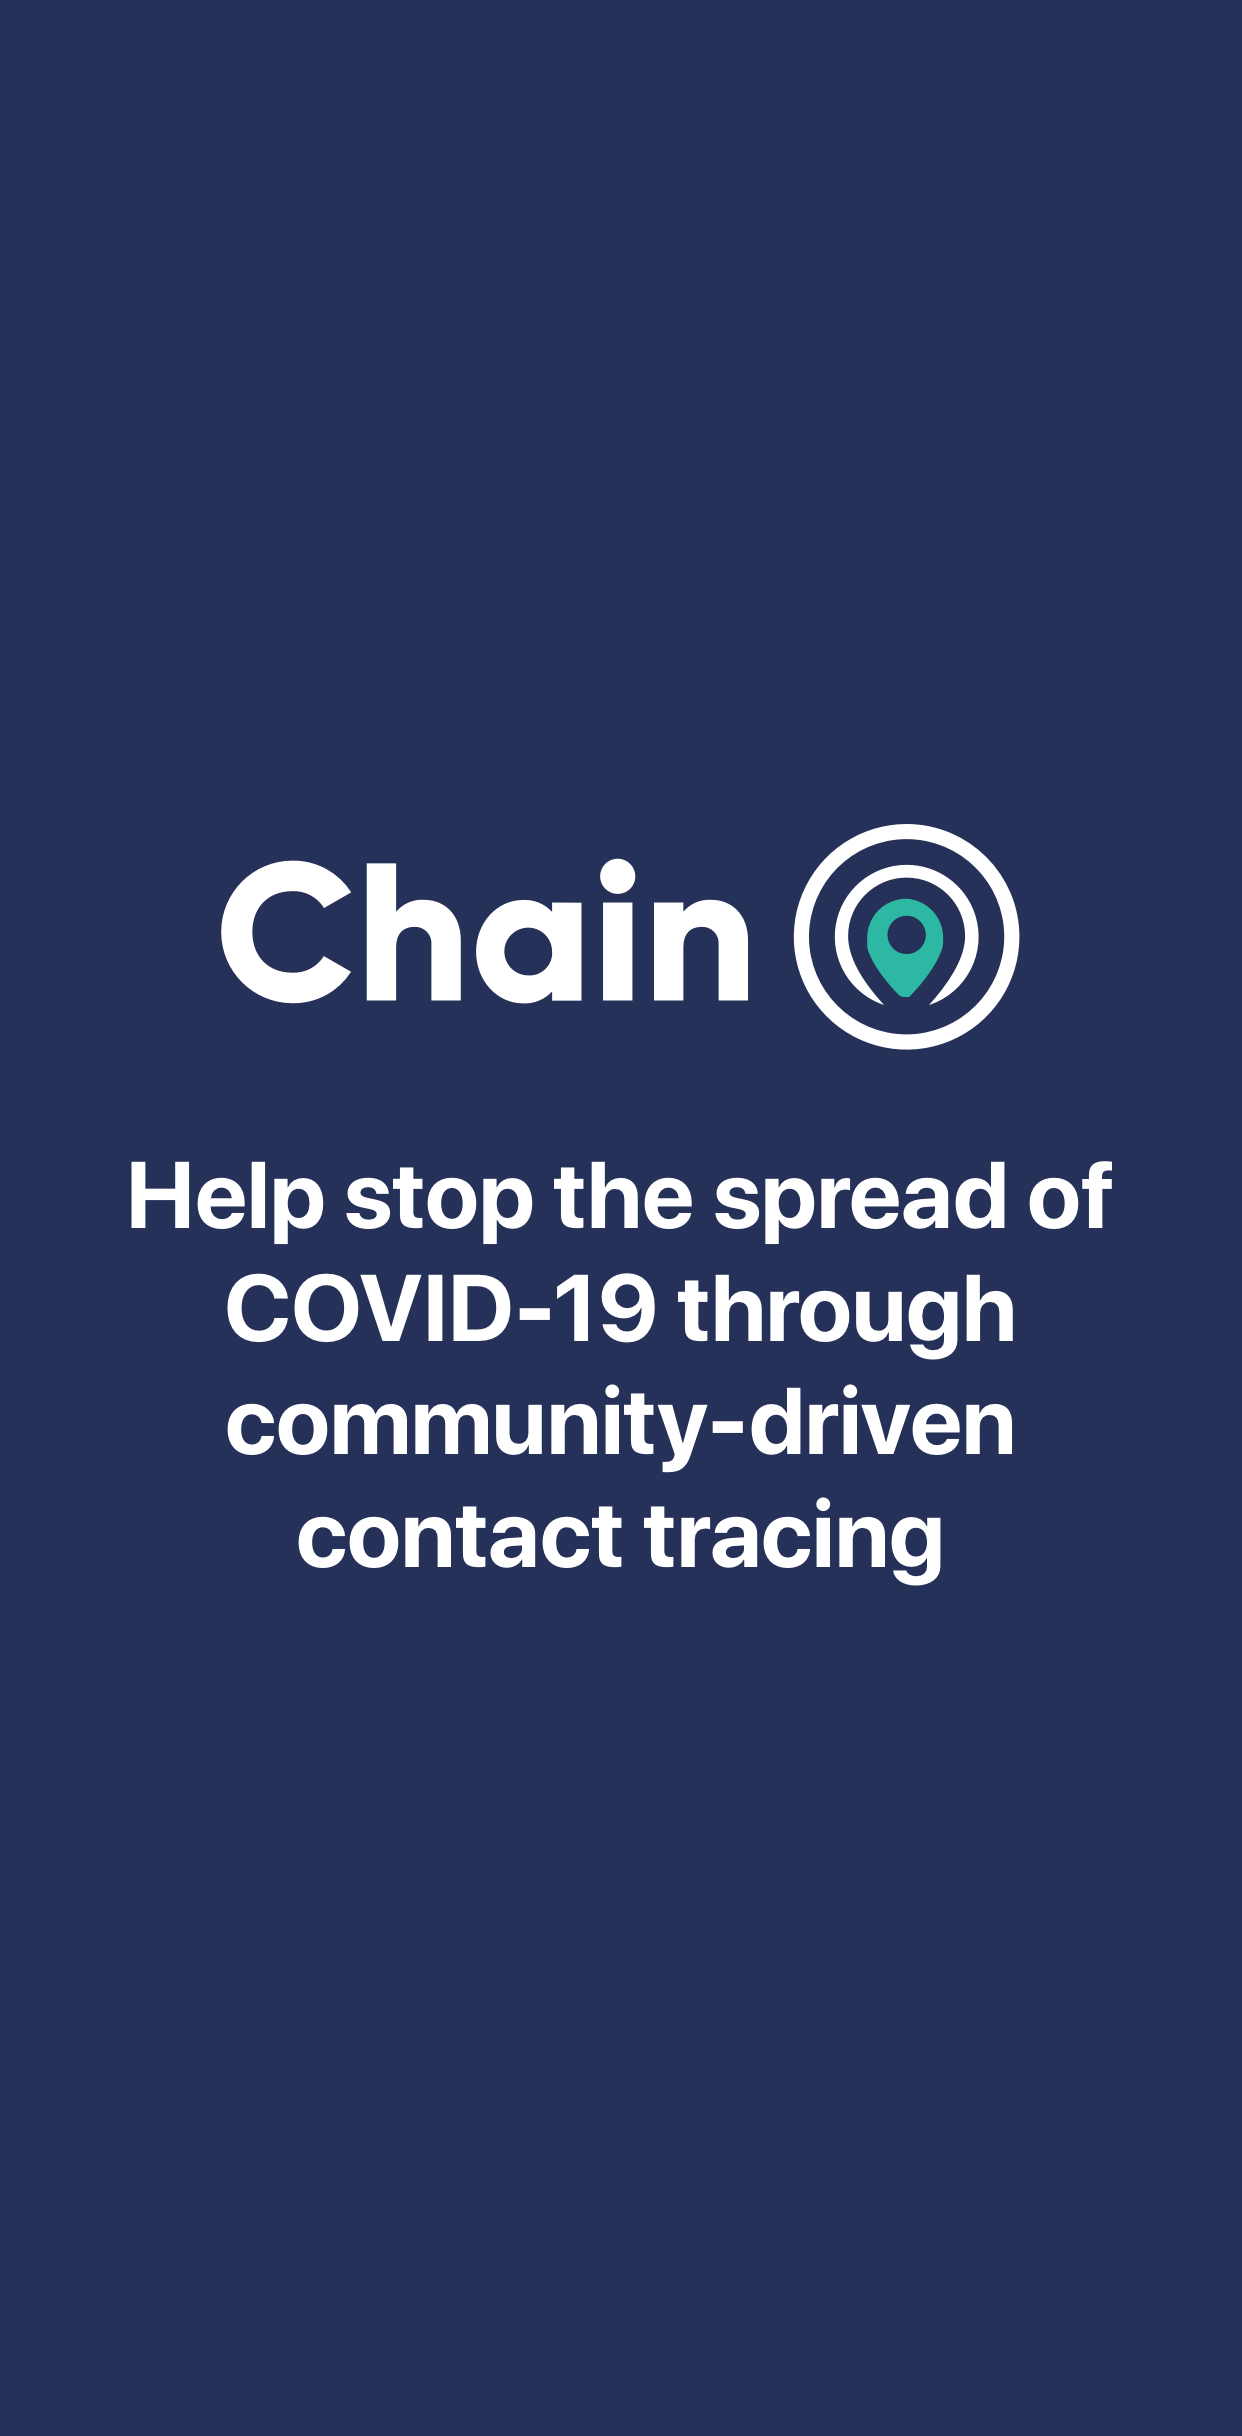 Chain
Help stop the spread of
COVID-19 through
community-driven
contact tracing